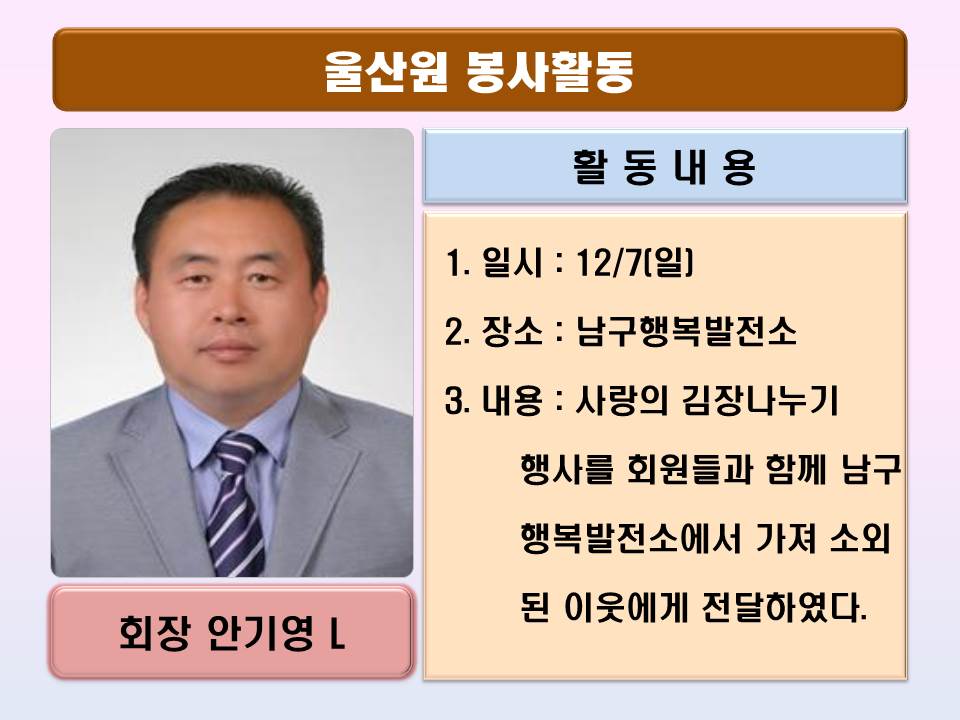 울산원 봉사활동
활 동 내 용
1. 일시 : 12/7(일)
2. 장소 : 남구행복발전소
3. 내용 : 사랑의 김장나누기
행사를 회원들과 함께 남구
행복발전소에서 가져 소외
된 이웃에게 전달하였다.
회장 안기영 L